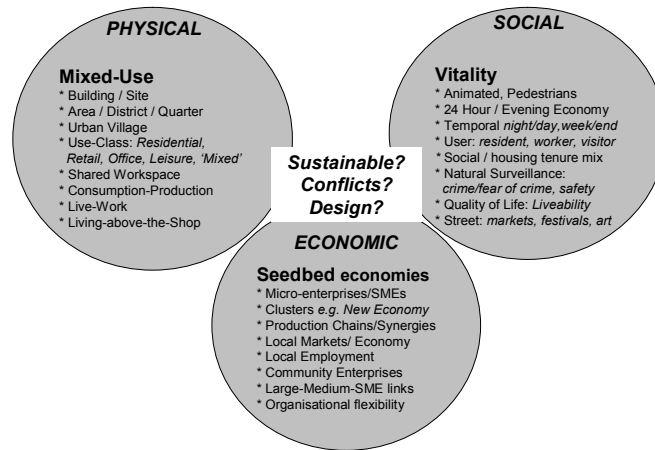 PHYSICAL
Mixed-Use
* Building / Site
* Area / District / Quarter
* Urban Village
* Use-Class: Residential,
Retail, Office, Leisure, ‘Mixed’
* Shared Workspace
* Consumption-Production
* Live-Work
* Living-above-the-Shop
SOCIAL
Vitality
* Animated, Pedestrians
* 24 Hour / Evening Economy
* Temporal night/day,week/end
* User: resident, worker, visitor
* Social / housing tenure mix
* Natural Surveillance:
crime/fear of crime, safety
* Quality of Life: Liveability
* Street: markets, festivals, art
Sustainable?
Conflicts?
Design?
ECONOMIC
Seedbed economies
* Micro-enterprises/SMEs
* Clusters e.g. New Economy
* Production Chains/Synergies
* Local Markets/ Economy
* Local Employment
* Community Enterprises
* Large-Medium-SME links
* Organisational flexibility